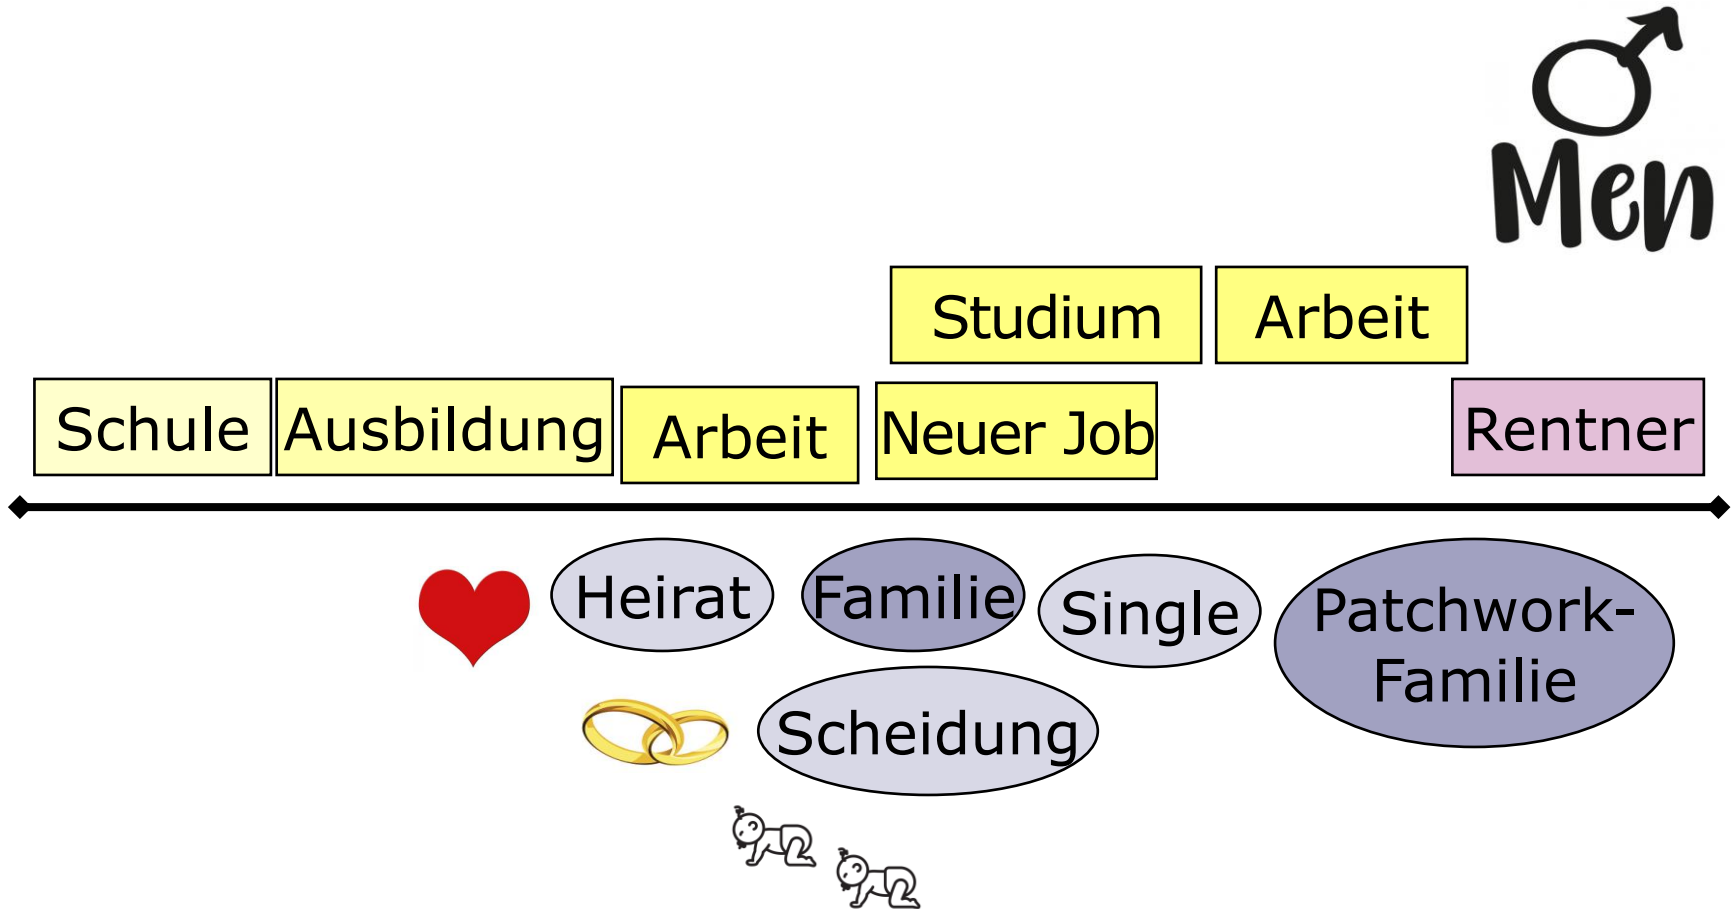 Men
Studium
Arbeit
Schule
Ausbildung
Arbeit
Neuer Job
Rentner
Heirat
Familie
Single
Patchwork-
Familie
Scheidung